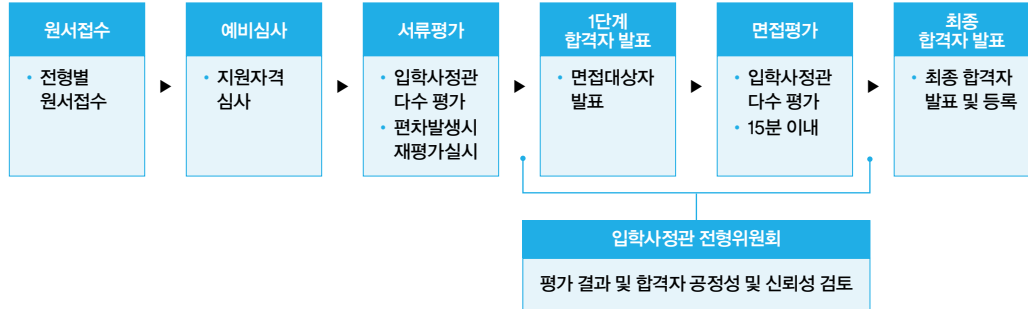 원서접수
• 전형별
원서접수
▶
예비심사
• 지원자격
심사
▶
서류평가
• 입학사정관
다수 평가
• 편차발생시
재평가실시
▶
1단계
합격자 발표
• 면접대상자
발표
▶
면접평가
• 입학사정관
다수 평가
• 15분 이내
▶
최종
합격자 발표
• 최종 합격자
발표 및 등록
입학사정관 전형위원회
평가 결과 및 합격자 공정성 및 신뢰성 검토